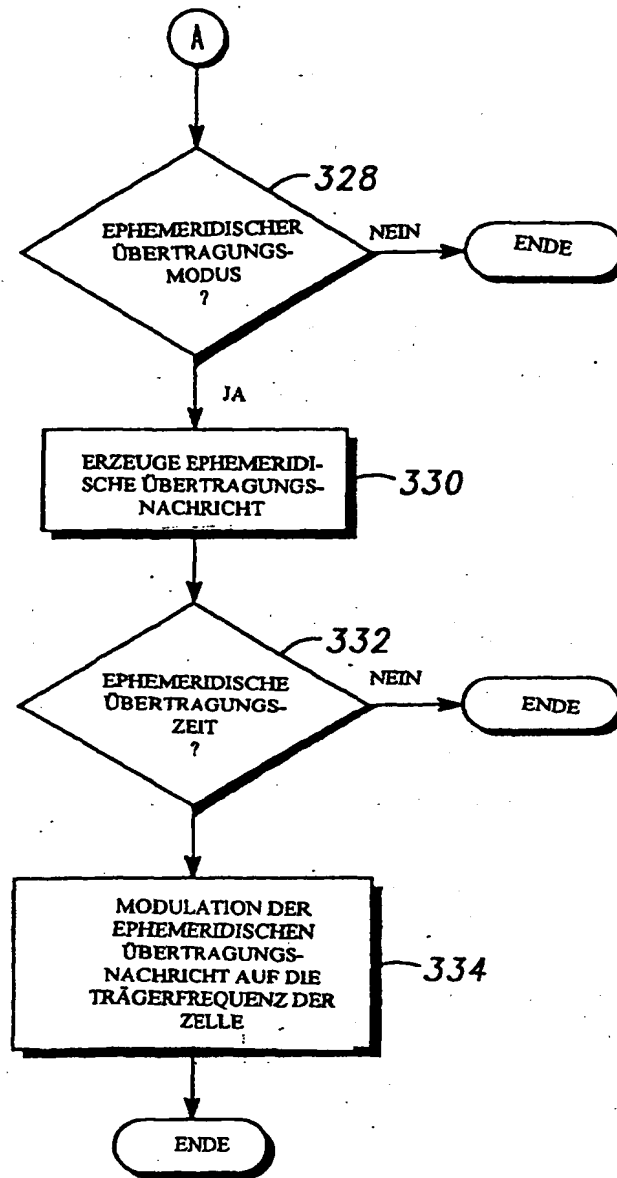 A
328
EPHEMERIDISCHER
ÜBERTRAGUNGS-
MODUS
?
NEIN
ENDE
JA
ERZEUGE EPHEMERIDI-
SCHE ÜBERTRAGUNGS-
NACHRICHT
330
332
EPHEMERIDISCHE
ÜBERTRAGUNGS-
ZEIT
?
NEIN
ENDE
MODULATION DER
EPHEMERIDISCHEN
ÜBERTRAGUNGS-
NACHRICHT AUF DIE
TRÄGERFREQUENZ DER
ZELLE
334
ENDE